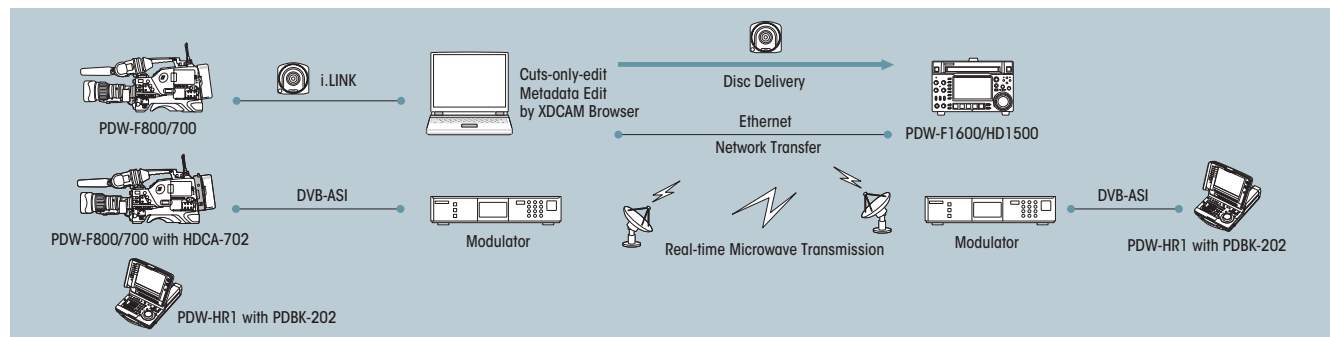 i.LINK
PDW-F800/700
Cuts-only-edit
Metadata Edit
by XDCAM Browser
Disc Delivery
Ethernet
Network Transfer
PDW-F1600/HD1500
DVB-ASI
PDW-F800/700 with HDCA-702
Modulator
Real-time Microwave Transmission
Modulator
DVB-ASI
PDW-HR1 with PDBK-202
PDW-HR1 with PDBK-202